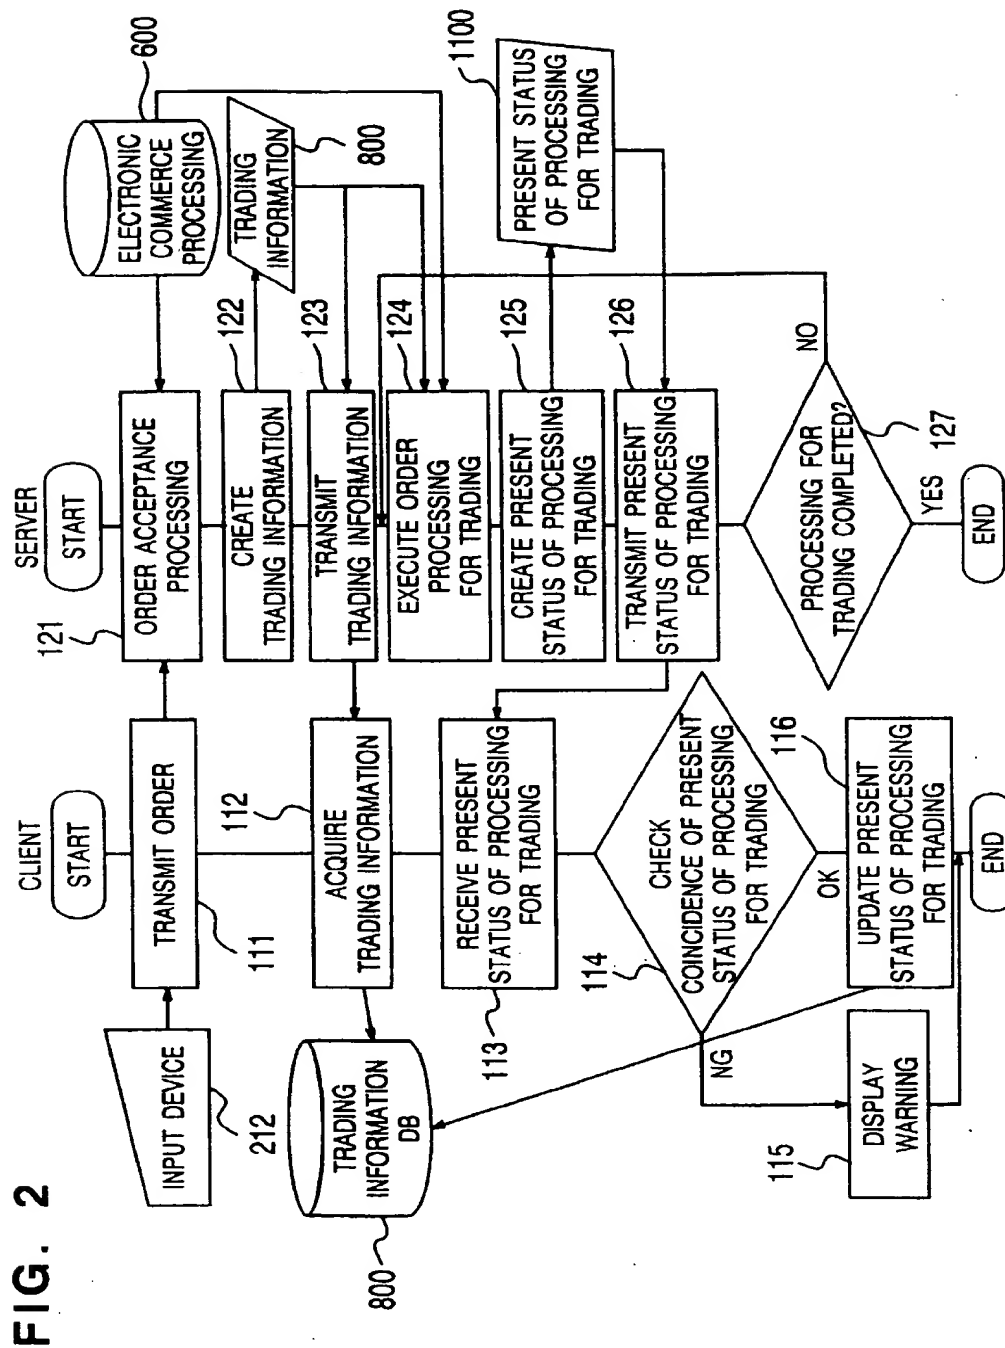 FIG. 2
CLIENT
START
INPUT DEVICE
212
TRANSMIT ORDER
111
ACQUIRE
TRADING INFORMATION
112
TRADING
INFORMATION
DB
800
RECEIVE PRESENT
STATUS OF PROCESSING
FOR TRADING
113
CHECK
COINCIDENCE OF PRESENT
STATUS OF PROCESSING
FOR TRADING
114
NG
OK
DISPLAY
WARNING
115
UPDATE PRESENT
STATUS OF PROCESSING
FOR TRADING
116
END
SERVER
START
121
ORDER ACCEPTANCE
PROCESSING
ELECTRONIC
COMMERCE
PROCESSING
600
CREATE
TRADING INFORMATION
122
TRADING
INFORMATION
800
TRANSMIT
TRADING INFORMATION
123
EXECUTE ORDER
PROCESSING
FOR TRADING
124
CREATE PRESENT
STATUS OF PROCESSING
FOR TRADING
125
PRESENT STATUS
OF PROCESSING
FOR TRADING
1100
TRANSMIT PRESENT
STATUS OF PROCESSING
FOR TRADING
126
PROCESSING FOR
TRADING COMPLETED?
127
NO
YES
END